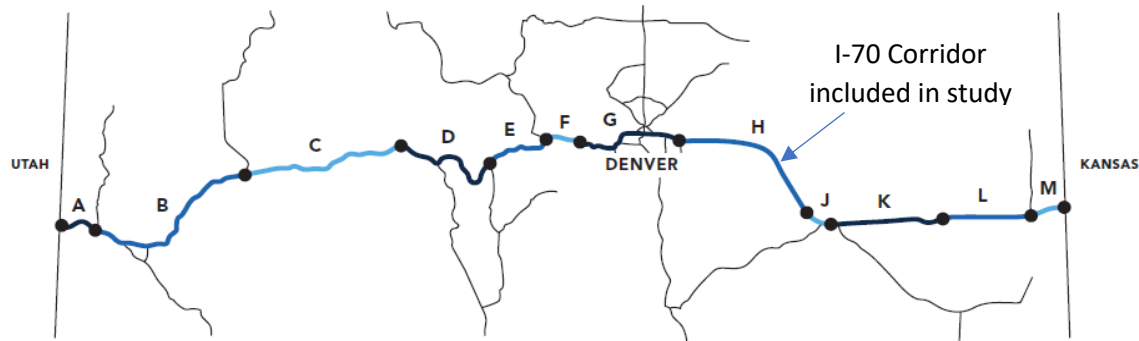 I-70 Corridor
included in study
UTAH
A
B
C
D
E
F
G
DENVER
H
J
K
L
M
KANSAS